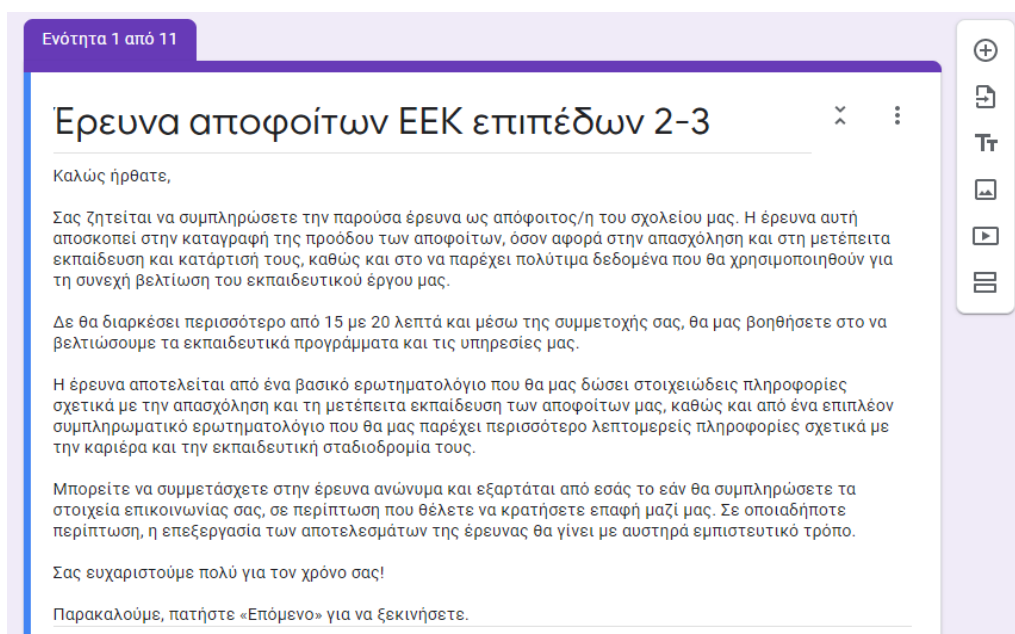 Ενότητα 1 από 11
Έρευνα αποφοίτων ΕΕΚ επιπέδων 2-3
Καλώς ήρθατε,
Σας ζητείται να συμπληρώσετε την παρούσα έρευνα ως απόφοιτος/η του σχολείου μας. Η έρευνα αυτή
αποσκοπεί στην καταγραφή της προόδου των αποφοίτων, όσον αφορά στην απασχόληση και στη μετέπειτα
εκπαίδευση και κατάρτισή τους, καθώς και στο να παρέχει πολύτιμα δεδομένα που θα χρησιμοποιηθούν για
τη συνεχή βελτίωση του εκπαιδευτικού έργου μας.
Δε θα διαρκέσει περισσότερο από 15 με 20 λεπτά και μέσω της συμμετοχής σας, θα μας βοηθήσετε στο να
βελτιώσουμε τα εκπαιδευτικά προγράμματα και τις υπηρεσίες μας.
Η έρευνα αποτελείται από ένα βασικό ερωτηματολόγιο που θα μας δώσει στοιχειώδεις πληροφορίες
σχετικά με την απασχόληση και τη μετέπειτα εκπαίδευση των αποφοίτων μας, καθώς και από ένα επιπλέον
συμπληρωματικό ερωτηματολόγιο που θα μας παρέχει περισσότερο λεπτομερείς πληροφορίες σχετικά με
την καριέρα και την εκπαιδευτική σταδιοδρομία τους.
Μπορείτε να συμμετάσχετε στην έρευνα ανώνυμα και εξαρτάται από εσάς το εάν θα συμπληρώσετε τα
στοιχεία επικοινωνίας σας, σε περίπτωση που θέλετε να κρατήσετε επαφή μαζί μας. Σε οποιαδήποτε
περίπτωση, η επεξεργασία των αποτελεσμάτων της έρευνας θα γίνει με αυστηρά εμπιστευτικό τρόπο.
Σας ευχαριστούμε πολύ για τον χρόνο σας!
Παρακαλούμε, πατήστε «Επόμενο» για να ξεκινήσετε.
Tт